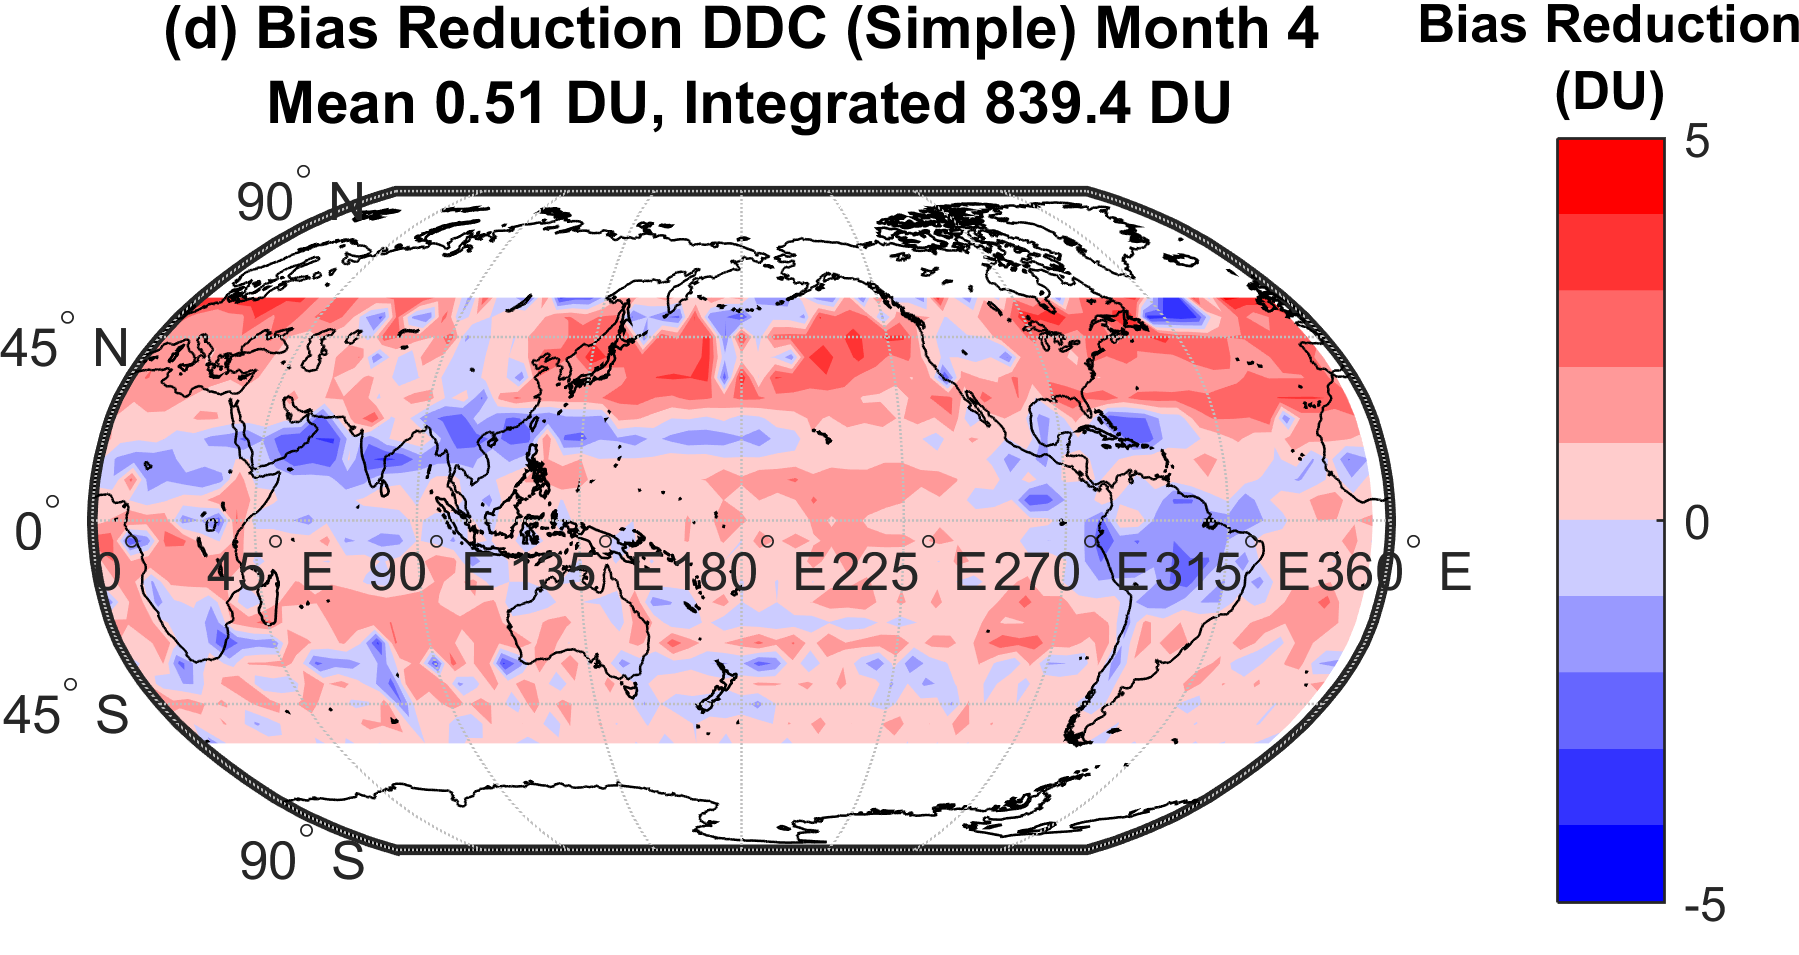 (d) Bias Reduction DDC (Simple) Month 4
Mean 0.51 DU, Integrated 839.4 DU
Bias Reduction
(DU)
5
0
-5
90° N
45° N
0°
45° S
90° S
0° 45° E 90° E 135° E 180° E 225° E 270° E 315° E 360° E